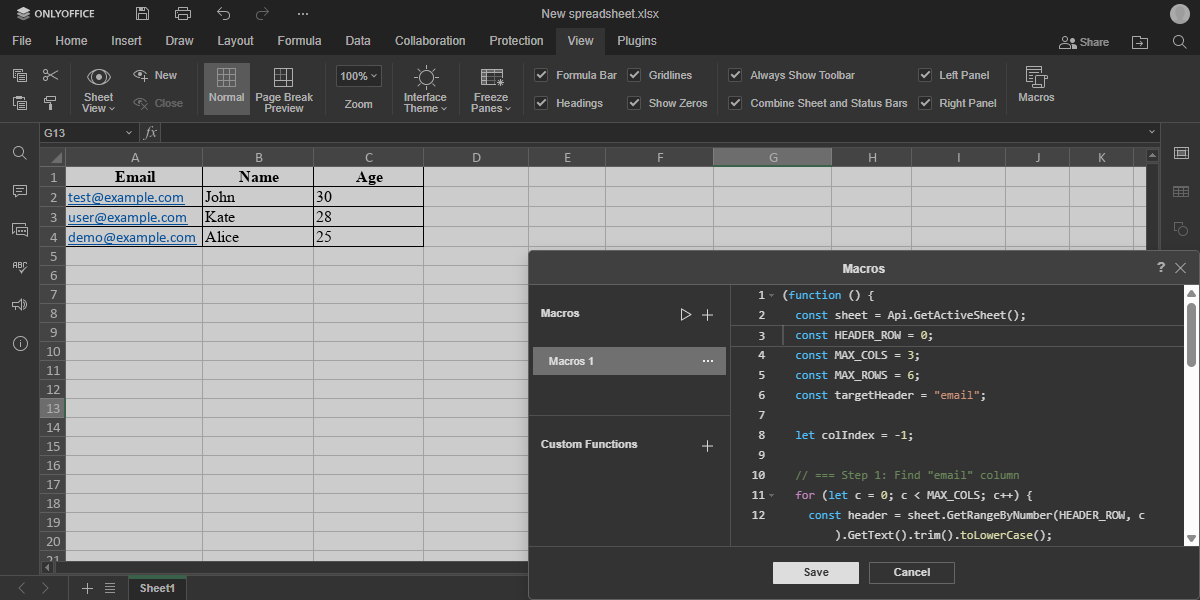 ONLYOFFICE
New spreadsheet.xlsx
File Home Insert Draw Layout Formula Data Collaboration Protection View Plugins Share
Sheet View
New
Close
Normal
Page Break Preview
100%
Zoom
Interface Theme
Freeze Panes
Formula Bar Gridlines
Headings Show Zeros
Always Show Toolbar Left Panel
Combine Sheet and Status Bars Right Panel
Macros
G13 fx
A B C D E F G H I J K
1 Email Name Age
2 test@example.com John 30
3 user@example.com Kate 28
4 demo@example.com Alice 25
5
6
7
8
9
10
11
12
13
14
15
16
17
18
19
20
21
ABC
Macros ?
Macros
Macros 1 ...
Custom Functions
1 (function () {
2 const sheet = Api.GetActiveSheet();
3 const HEADER_ROW = 0;
4 const MAX_COLS = 3;
5 const MAX_ROWS = 6;
6 const targetHeader = "email";
7
8 let colIndex = -1;
9
10 // === Step 1: Find "email" column
11 for (let c = 0; c < MAX_COLS; c++) {
12 const header = sheet.GetRangeByNumber(HEADER_ROW, c
).GetText().trim().toLowerCase();
Save Cancel
Sheet1